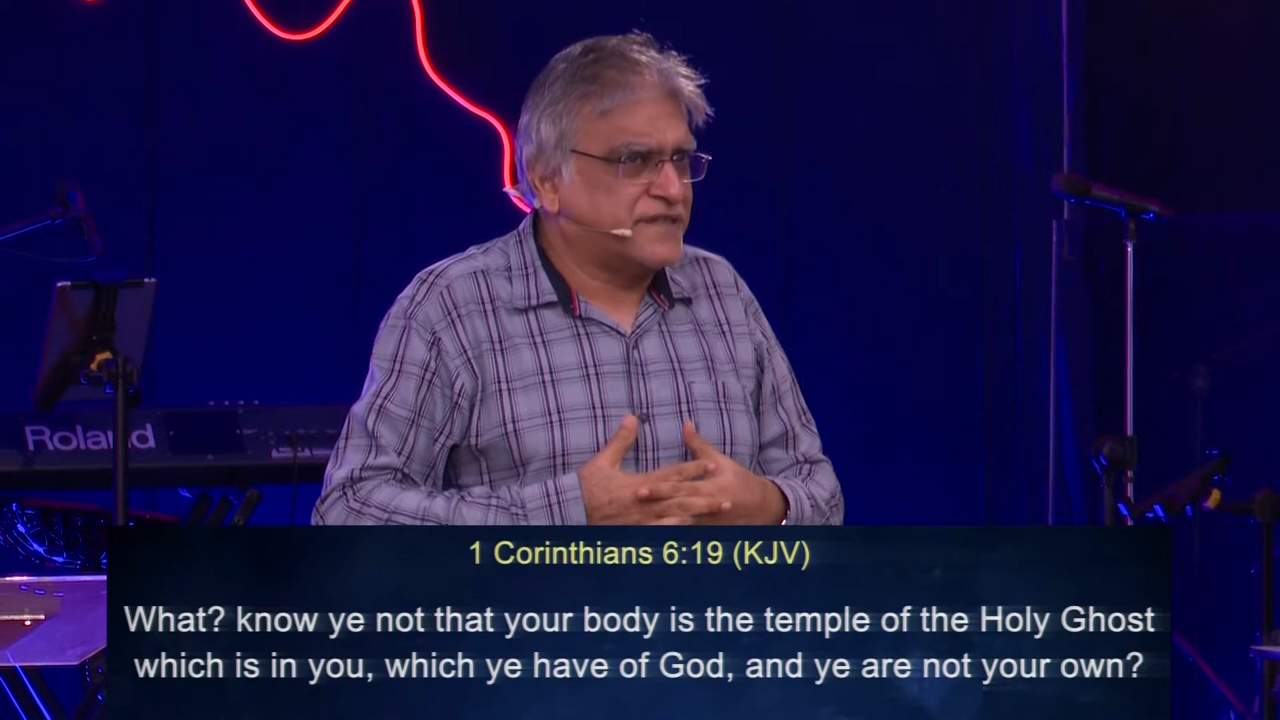 Roland
1 Corinthians 6:19 (KJV)
What? know ye not that your body is the temple of the Holy Ghost
which is in you, which ye have of God, and ye are not your own?